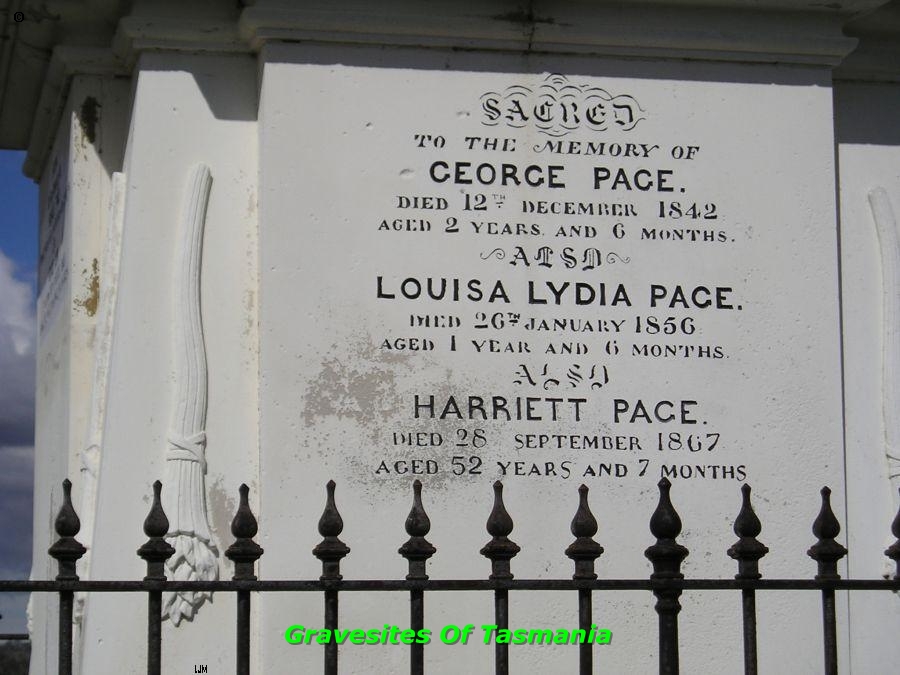 ©
SACRED
TO THE MEMORY OF
GEORGE PAGE.
DIED 12TH DECEMBER 1842
AGED 2 YEARS AND 6 MONTHS.
ALSO
LOUISA LYDIA PAGE.
DIED 26TH JANUARY 1856
AGED 1 YEAR AND 6 MONTHS.
ALSO
HARRIETT PAGE.
DIED 28 SEPTEMBER 1867
AGED 52 YEARS AND 7 MONTHS
Gravesites Of Tasmania
IJM